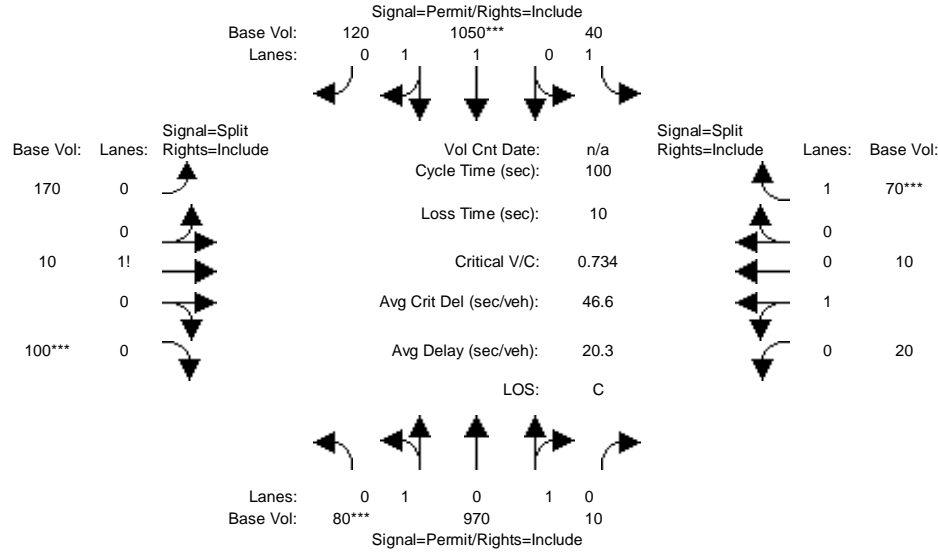 Signal=Permit/Rights=Include
Base Vol: 120 1050*** 40
Lanes: 0 1 1 0 1
Signal=Split Signal=Split
Base Vol: Lanes: Rights=Include Vol Cnt Date: n/a Rights=Include Lanes: Base Vol:
Cycle Time (sec): 100
170 0 1 70***
Loss Time (sec): 10
0 0
10 1! Critical V/C: 0.734 0 10
0 Avg Crit Del (sec/veh): 46.6 1
100*** 0 Avg Delay (sec/veh): 20.3 0 20
LOS: C
Lanes: 0 1 0 1 0
Base Vol: 80*** 970 10
Signal=Permit/Rights=Include